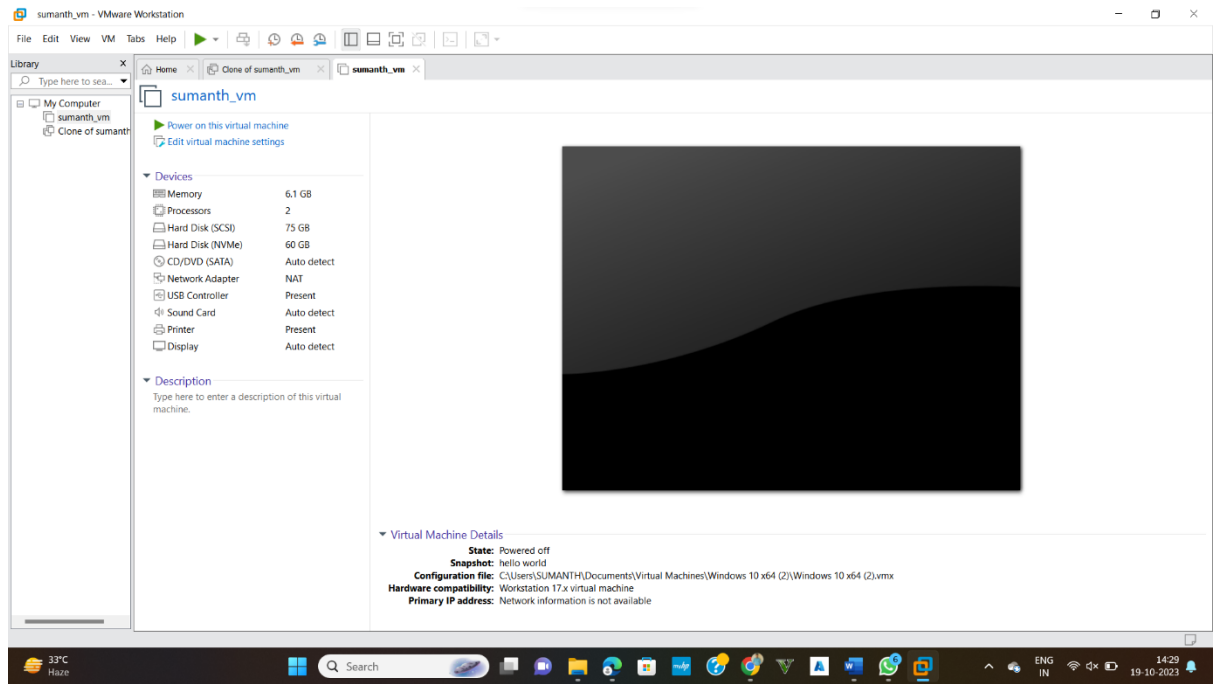 sumanth_vm - VMware Workstation
File Edit View VM Tabs Help
Library X
Type here to sea...
My Computer
sumanth_vm
Clone of sumanth
Home
Clone of sumanth_vm
sumanth_vm
sumanth_vm
Power on this virtual machine
Edit virtual machine settings
Devices
Memory 6.1 GB
Processors 2
Hard Disk (SCSI) 75 GB
Hard Disk (NVMe) 60 GB
CD/DVD (SATA) Auto detect
Network Adapter NAT
USB Controller Present
Sound Card Auto detect
Printer Present
Display Auto detect
Description
Type here to enter a description of this virtual
machine.
Virtual Machine Details
State: Powered off
Snapshot: hello world
Configuration file: C:\Users\SUMANTH\Documents\Virtual Machines\Windows 10 x64 (2)\Windows 10 x64 (2).vmx
Hardware compatibility: Workstation 17.x virtual machine
Primary IP address: Network information is not available
33°C
Haze
Search
ENG
IN
14:29
19-10-2023